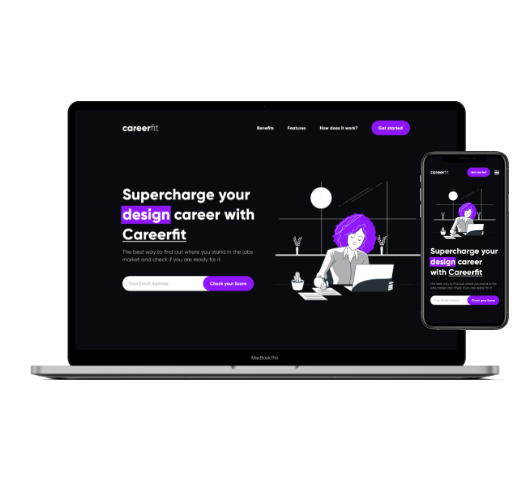 careerfit
Benefits Features How does it work? Get started
Supercharge your
design career with
Careerfit
The best way to find out where you stand in the jobs
market and check if you are ready for it
Your Email Address Check your Score
MacBook Pro
careerfit Get started
Supercharge your
design career
with Careerfit
The best way to find out where you stand in the
jobs market and check if you are ready for it
Check your Score